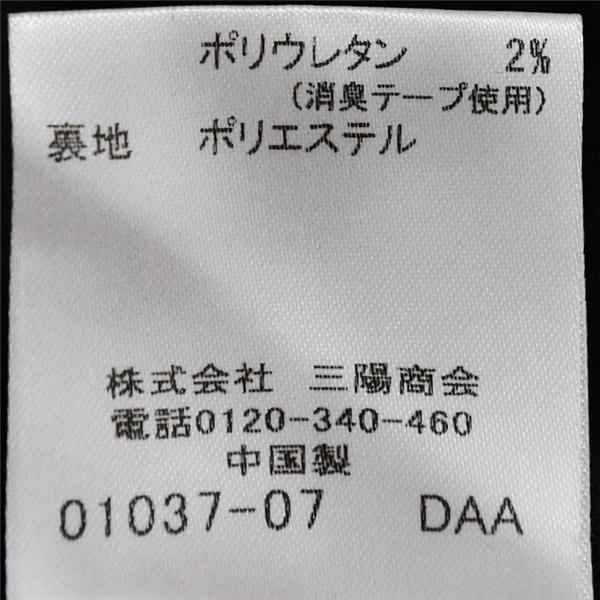 ポリウレタン 2%
(消臭テープ使用)
裏地 ポリエステル
株式会社 三陽商会
電話0120-340-460
中国製
01037-07 DAA